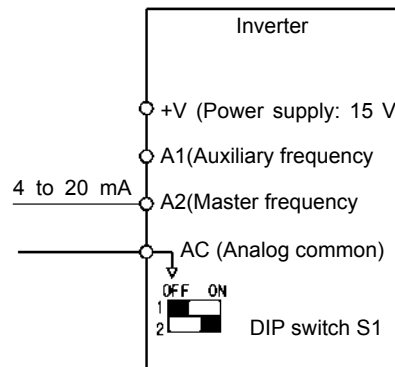 Inverter
+V (Power supply: 15 V
A1(Auxiliary frequency
4 to 20 mA
A2(Master frequency
AC (Analog common)
OFF ON
1
2
DIP switch S1